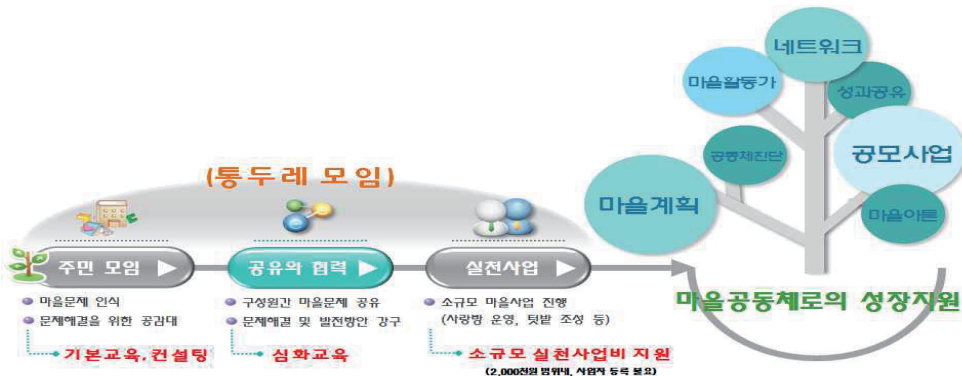 (통두레 모임)
주민 모임
마을문제 인식
문제해결을 위한 공감대
기본교육, 컨설팅
공유와 협력
구성원간 마을문제 공유
문제해결 및 발전방안 강구
심화교육
실천사업
소규모 마을사업 진행
(사랑방 운영, 텃밭 조성 등)
소규모 실천사업비 지원
(2,000천원 범위내, 사업자 등록 불요)
네트워크
마을활동가
성과공유
공동체진단
공모사업
마을계획
마을아트
마을공동체로의 성장지원